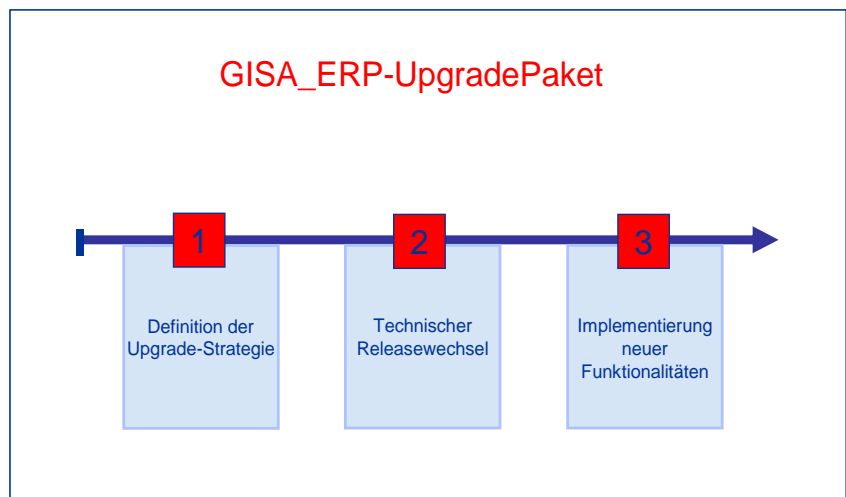 GISA_ERP-UpgradePaket
1
Definition der
Upgrade-Strategie
2
Technischer
Releasewechsel
3
Implementierung
neuer
Funktionalitäten